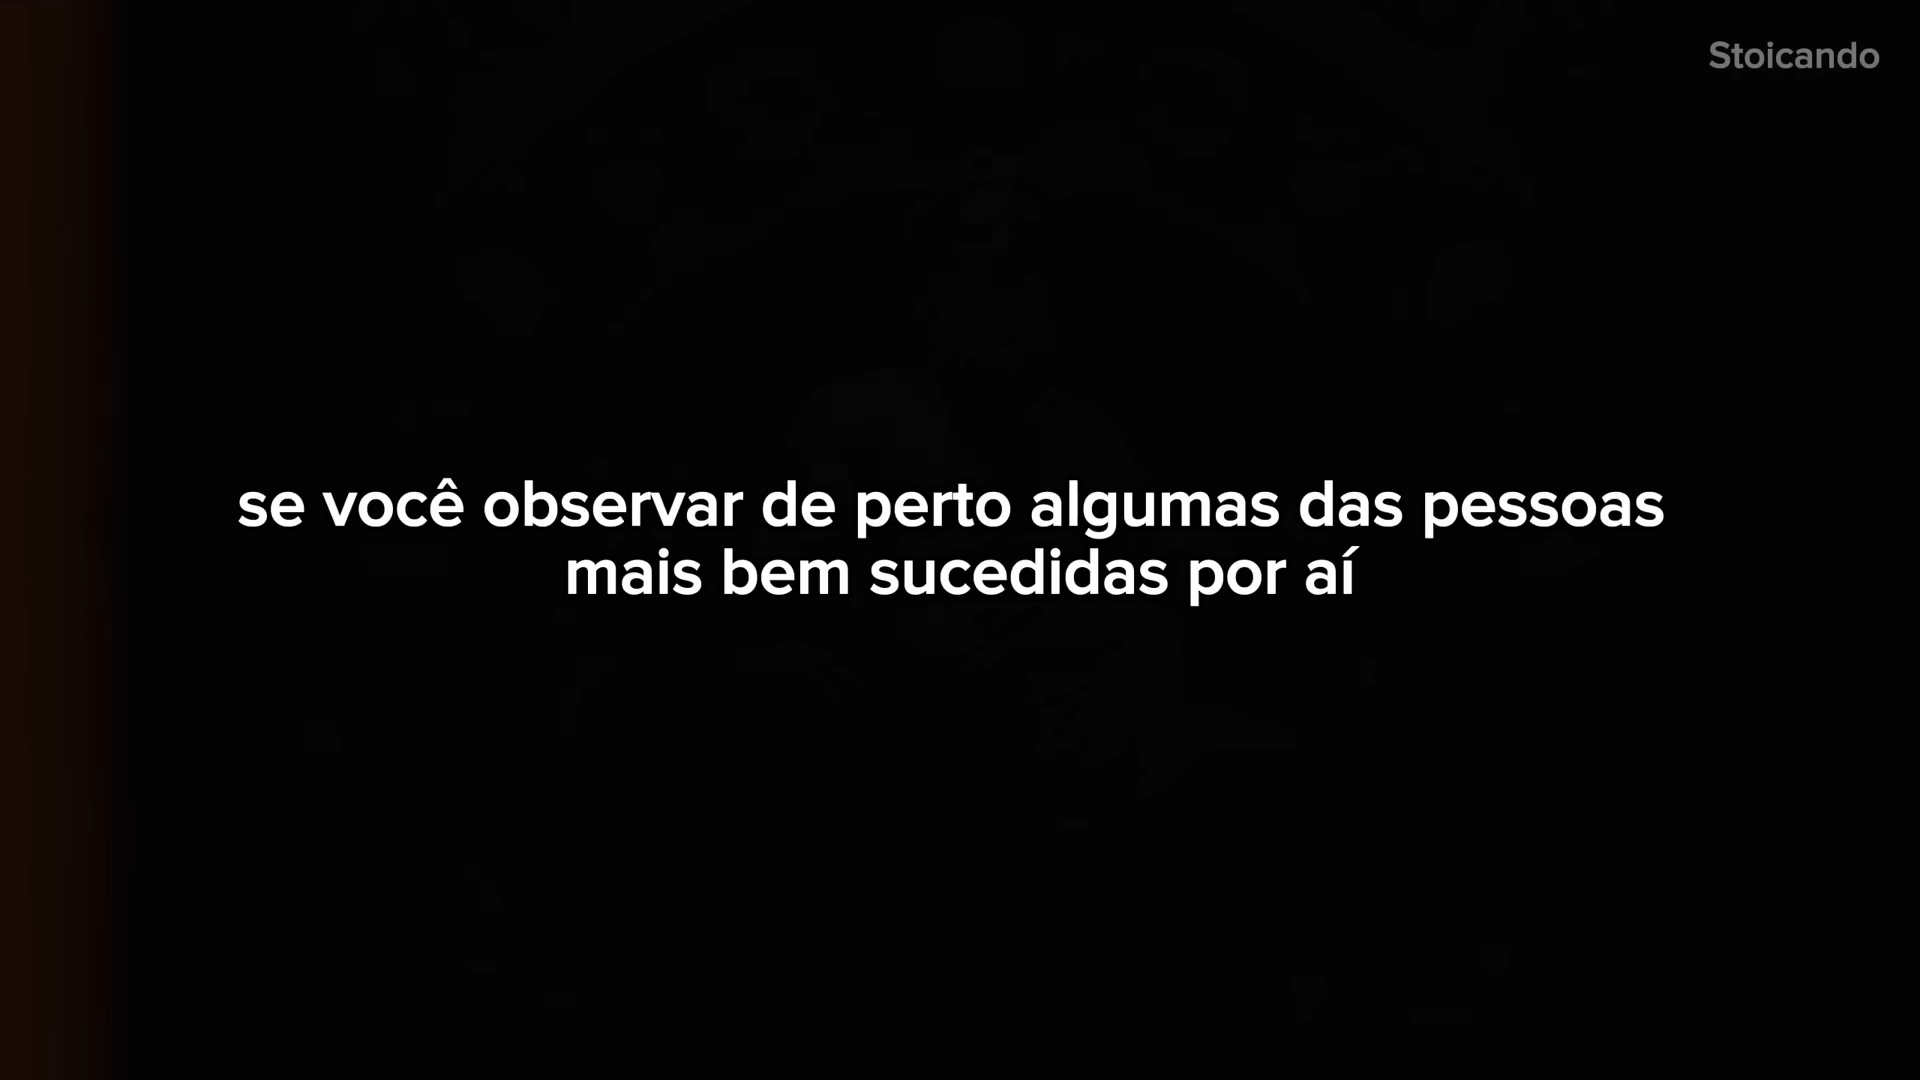 Stoicando
se você observar de perto algumas das pessoas
mais bem sucedidas por aí